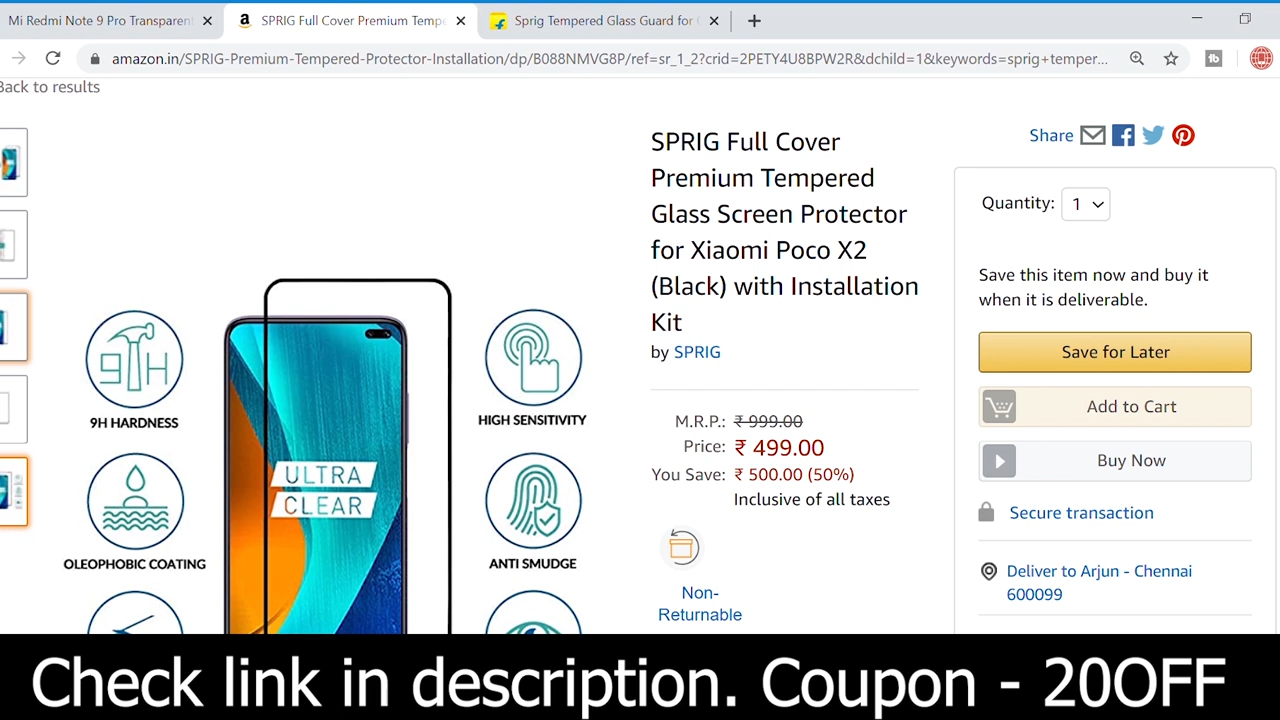 Mi Redmi Note 9 Pro Transparent
SPRIG Full Cover Premium Tempe
Sprig Tempered Glass Guard for
amazon.in/SPRIG-Premium-Tempered-Protector-Installation/dp/B088NMVG8P/ref=sr_1_2?crid=2PETY4U8BPW2R&dchild=1&keywords=sprig+temper...
Back to results
SPRIG Full Cover
Premium Tempered
Glass Screen Protector
for Xiaomi Poco X2
(Black) with Installation
Kit
by SPRIG
M.R.P.: ₹ 999.00
Price: ₹ 499.00
You Save: ₹ 500.00 (50%)
Inclusive of all taxes
Non-
Returnable
9H
9H HARDNESS
HIGH SENSITIVITY
ULTRA
CLEAR
OLEOPHOBIC COATING
ANTI SMUDGE
Share
Quantity: 1
Save this item now and buy it
when it is deliverable.
Save for Later
Add to Cart
Buy Now
Secure transaction
Deliver to Arjun - Chennai
600099
Check link in description. Coupon - 20OFF